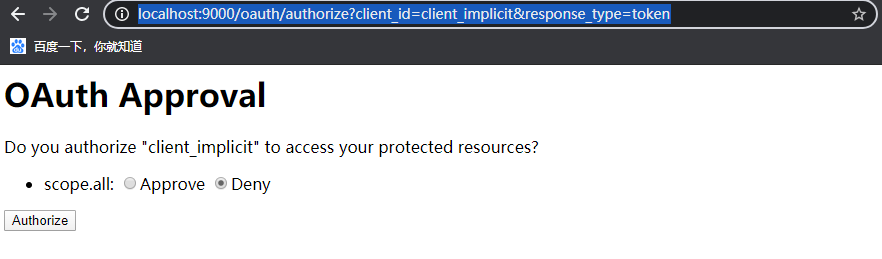 localhost:9000/oauth/authorize?client_id=client_implicit&response_type=token
百度一下，你就知道
OAuth Approval
Do you authorize "client_implicit" to access your protected resources?
• scope.all: Approve Deny
Authorize